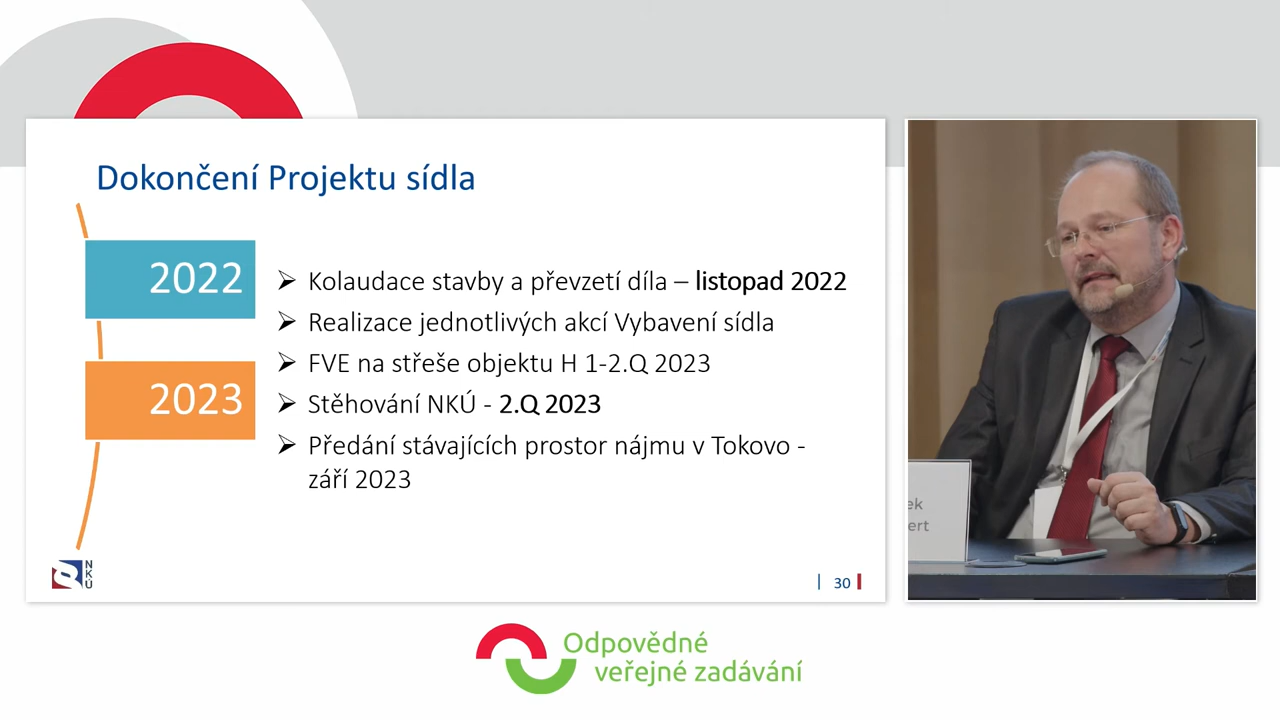 Dokončení Projektu sídla
2022
2023
➢ Kolaudace stavby a převzetí díla – listopad 2022
➢ Realizace jednotlivých akcí Vybavení sídla
➢ FVE na střeše objektu H 1-2.Q 2023
➢ Stěhování NKÚ - 2.Q 2023
➢ Předání stávajících prostor nájmu v Tokovo -
září 2023
NKÚ
30
ek
ert
Odpovědné
veřejné zadávání